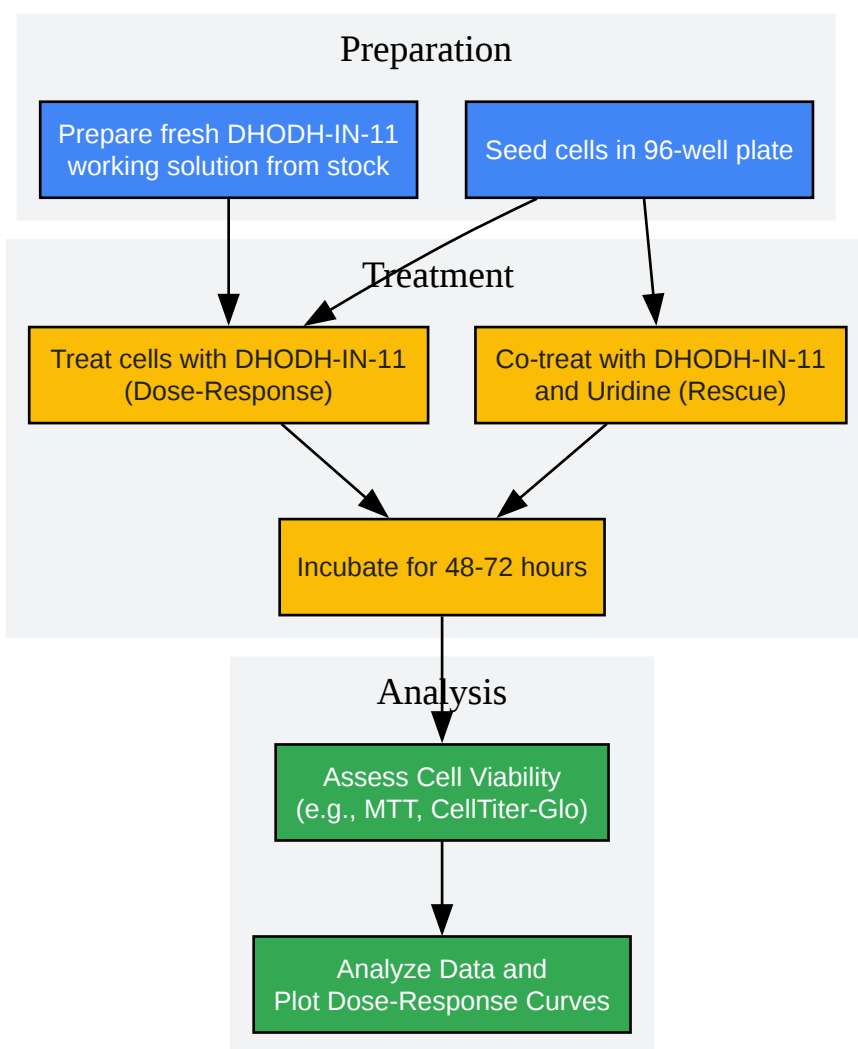 Preparation
Prepare fresh DHODH-IN-11
working solution from stock
Seed cells in 96-well plate
Treatment
Treat cells with DHODH-IN-11
(Dose-Response)
Co-treat with DHODH-IN-11
and Uridine (Rescue)
Incubate for 48-72 hours
Analysis
Assess Cell Viability
(e.g., MTT, CellTiter-Glo)
Analyze Data and
Plot Dose-Response Curves